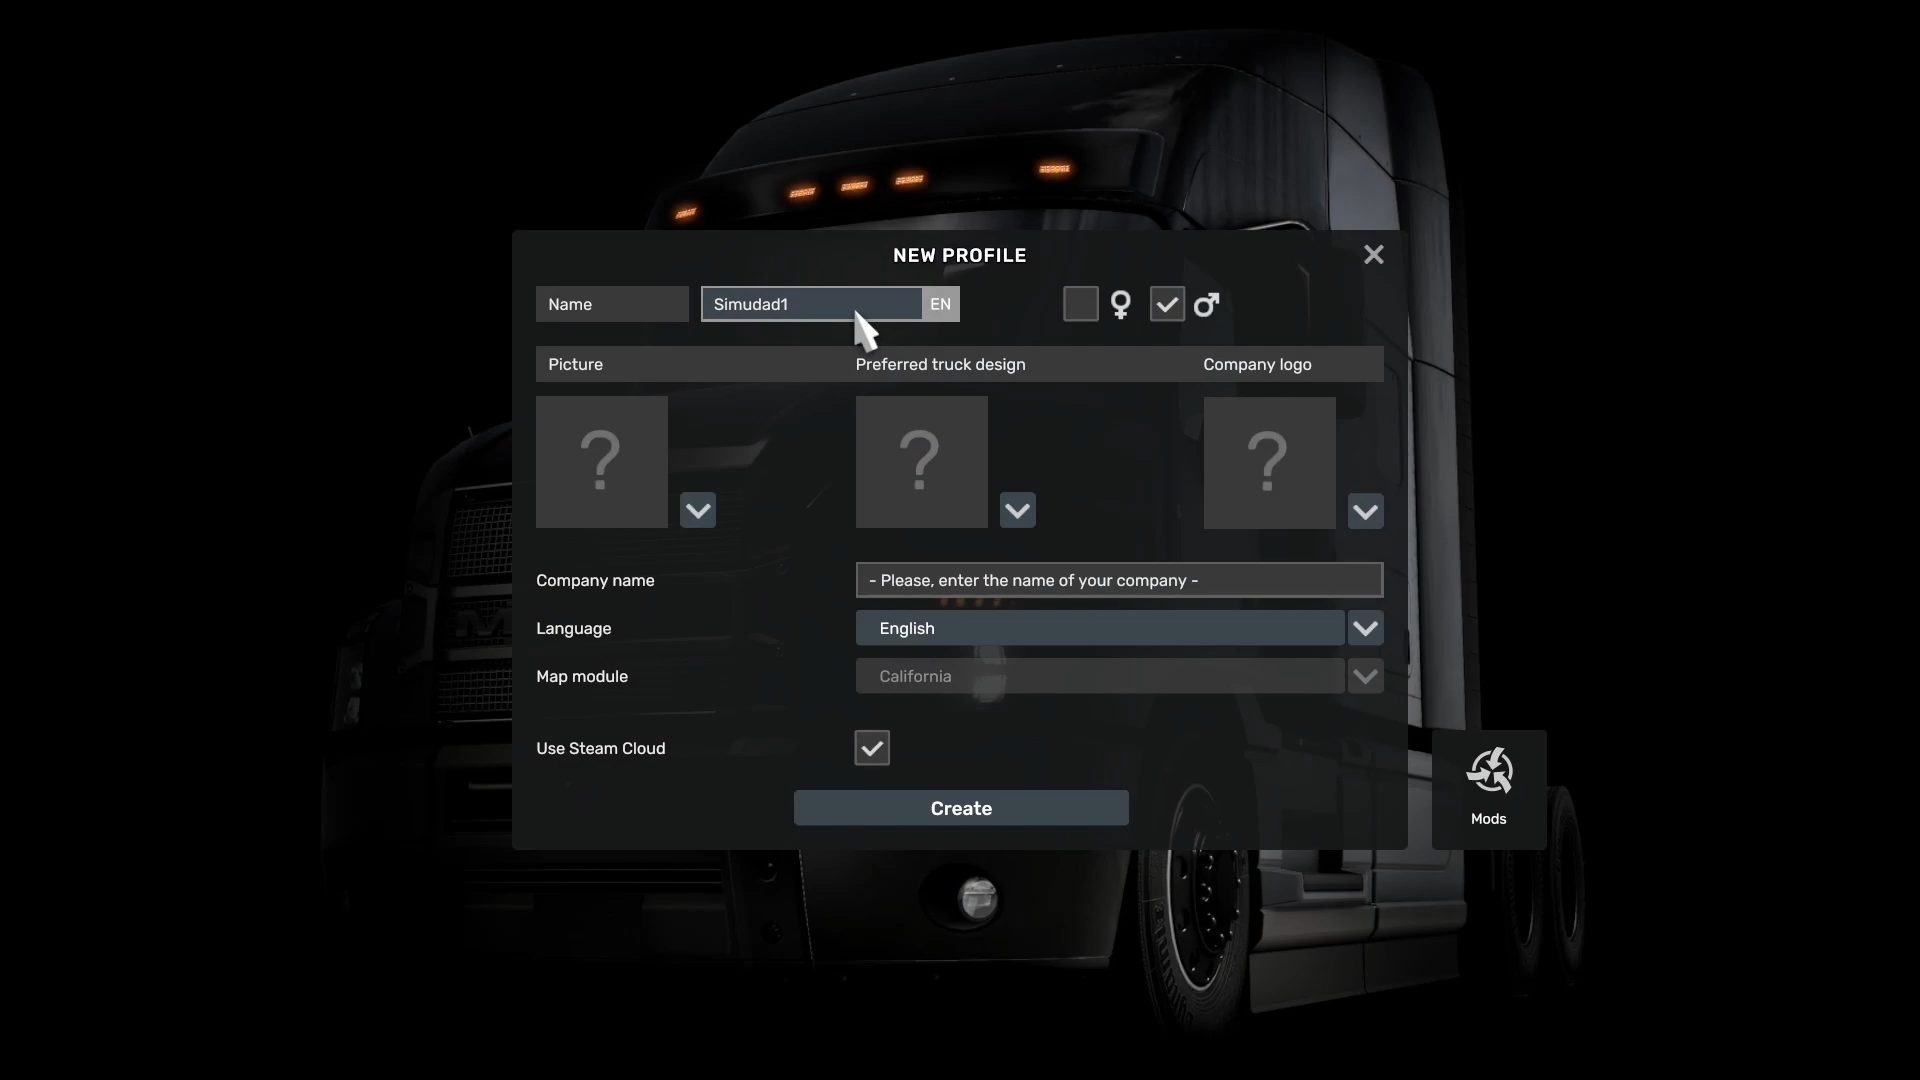 NEW PROFILE
Name
Simudad1
EN
Picture
Preferred truck design
Company logo
?
?
?
Company name
- Please, enter the name of your company -
Language
English
Map module
California
Use Steam Cloud
Create
Mods